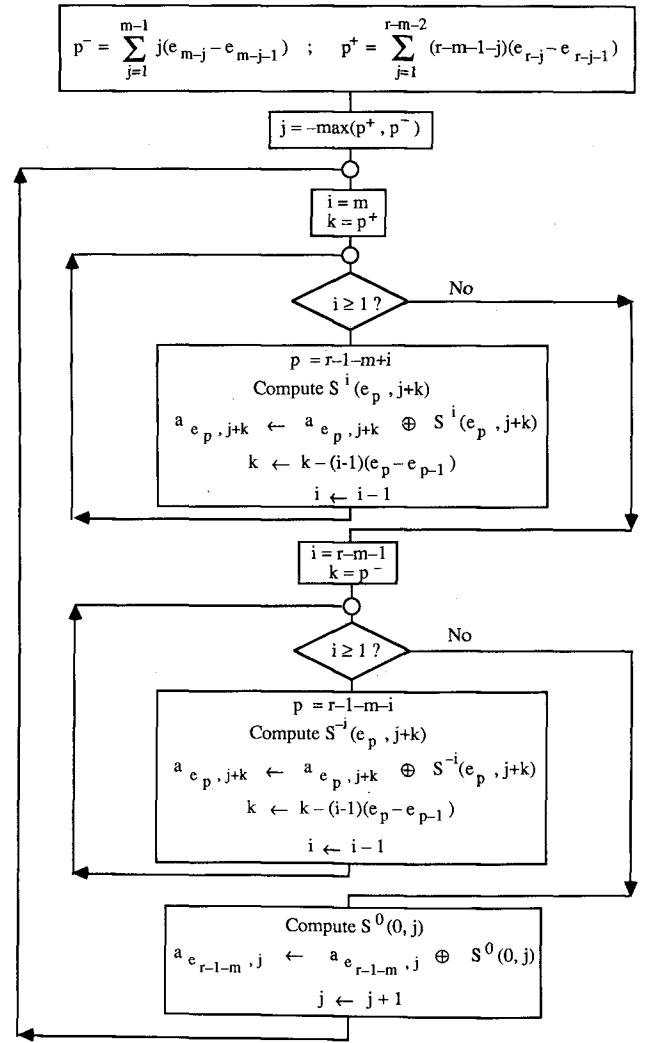 p⁻ = ∑_{j=1}^{m−1} j(e_{m−j} − e_{m−j−1}) ; p⁺ = ∑_{j=1}^{r−m−2} (r−m−1−j)(e_{r−j} − e_{r−j−1})
j = −max(p⁺ , p⁻)
i = m
k = p⁺
i ≥ 1 ?
No
p = r−1−m+i
Compute S^i (e_p , j+k)
a_{e_p , j+k} ← a_{e_p , j+k} ⊕ S^i (e_p , j+k)
k ← k − (i-1)(e_p − e_{p−1})
i ← i − 1
i = r−m−1
k = p⁻
i ≥ 1 ?
No
p = r−1−m−i
Compute S^{−i} (e_p , j+k)
a_{e_p , j+k} ← a_{e_p , j+k} ⊕ S^{−i} (e_p , j+k)
k ← k − (i-1)(e_p − e_{p−1})
i ← i − 1
Compute S^0 (0, j)
a_{e_{r−1−m} , j} ← a_{e_{r−1−m} , j} ⊕ S^0 (0, j)
j ← j + 1